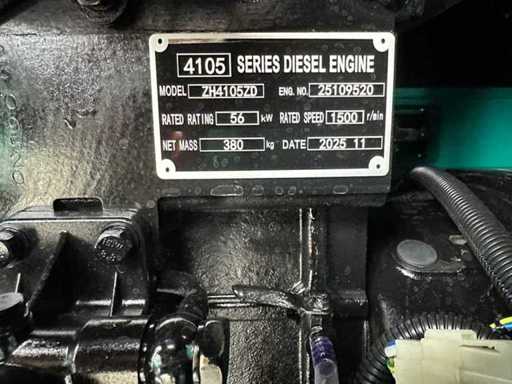 4105 SERIES DIESEL ENGINE
MODEL ZH4105ZD ENG. NO. 25109520
RATED RATING 56 kW RATED SPEED 1500 r/min
NET MASS 380 kg DATE 2025 11